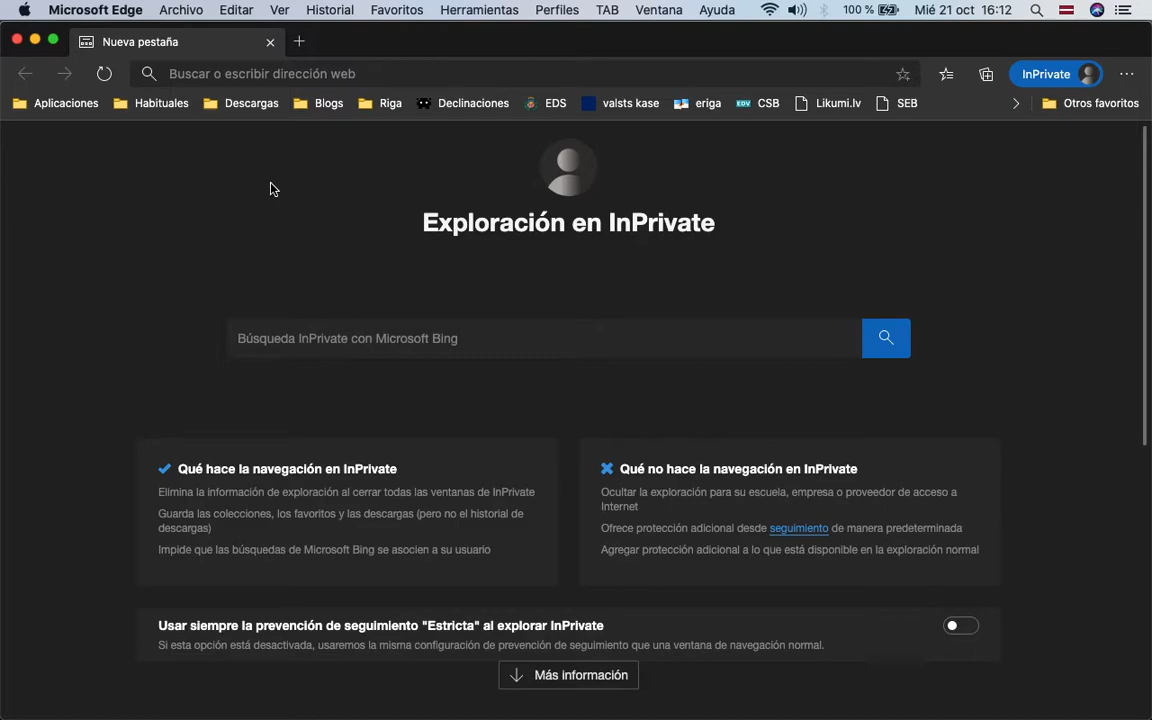 Microsoft Edge Archivo Editar Ver Historial Favoritos Herramientas Perfiles TAB Ventana Ayuda 100 % Mié 21 oct 16:12
Nueva pestaña
Buscar o escribir dirección web InPrivate
Aplicaciones Habituales Descargas Blogs Riga Declinaciones EDS valsts kase eriga EDV CSB Likumi.lv SEB Otros favoritos
Exploración en InPrivate
Búsqueda InPrivate con Microsoft Bing
Qué hace la navegación en InPrivate
Elimina la información de exploración al cerrar todas las ventanas de InPrivate
Guarda las colecciones, los favoritos y las descargas (pero no el historial de
descargas)
Impide que las búsquedas de Microsoft Bing se asocien a su usuario
Qué no hace la navegación en InPrivate
Ocultar la exploración para su escuela, empresa o proveedor de acceso a
Internet
Ofrece protección adicional desde seguimiento de manera predeterminada
Agregar protección adicional a lo que está disponible en la exploración normal
Usar siempre la prevención de seguimiento "Estricta" al explorar InPrivate
Si esta opción está desactivada, usaremos la misma configuración de prevención de seguimiento que una ventana de navegación normal.
Más información